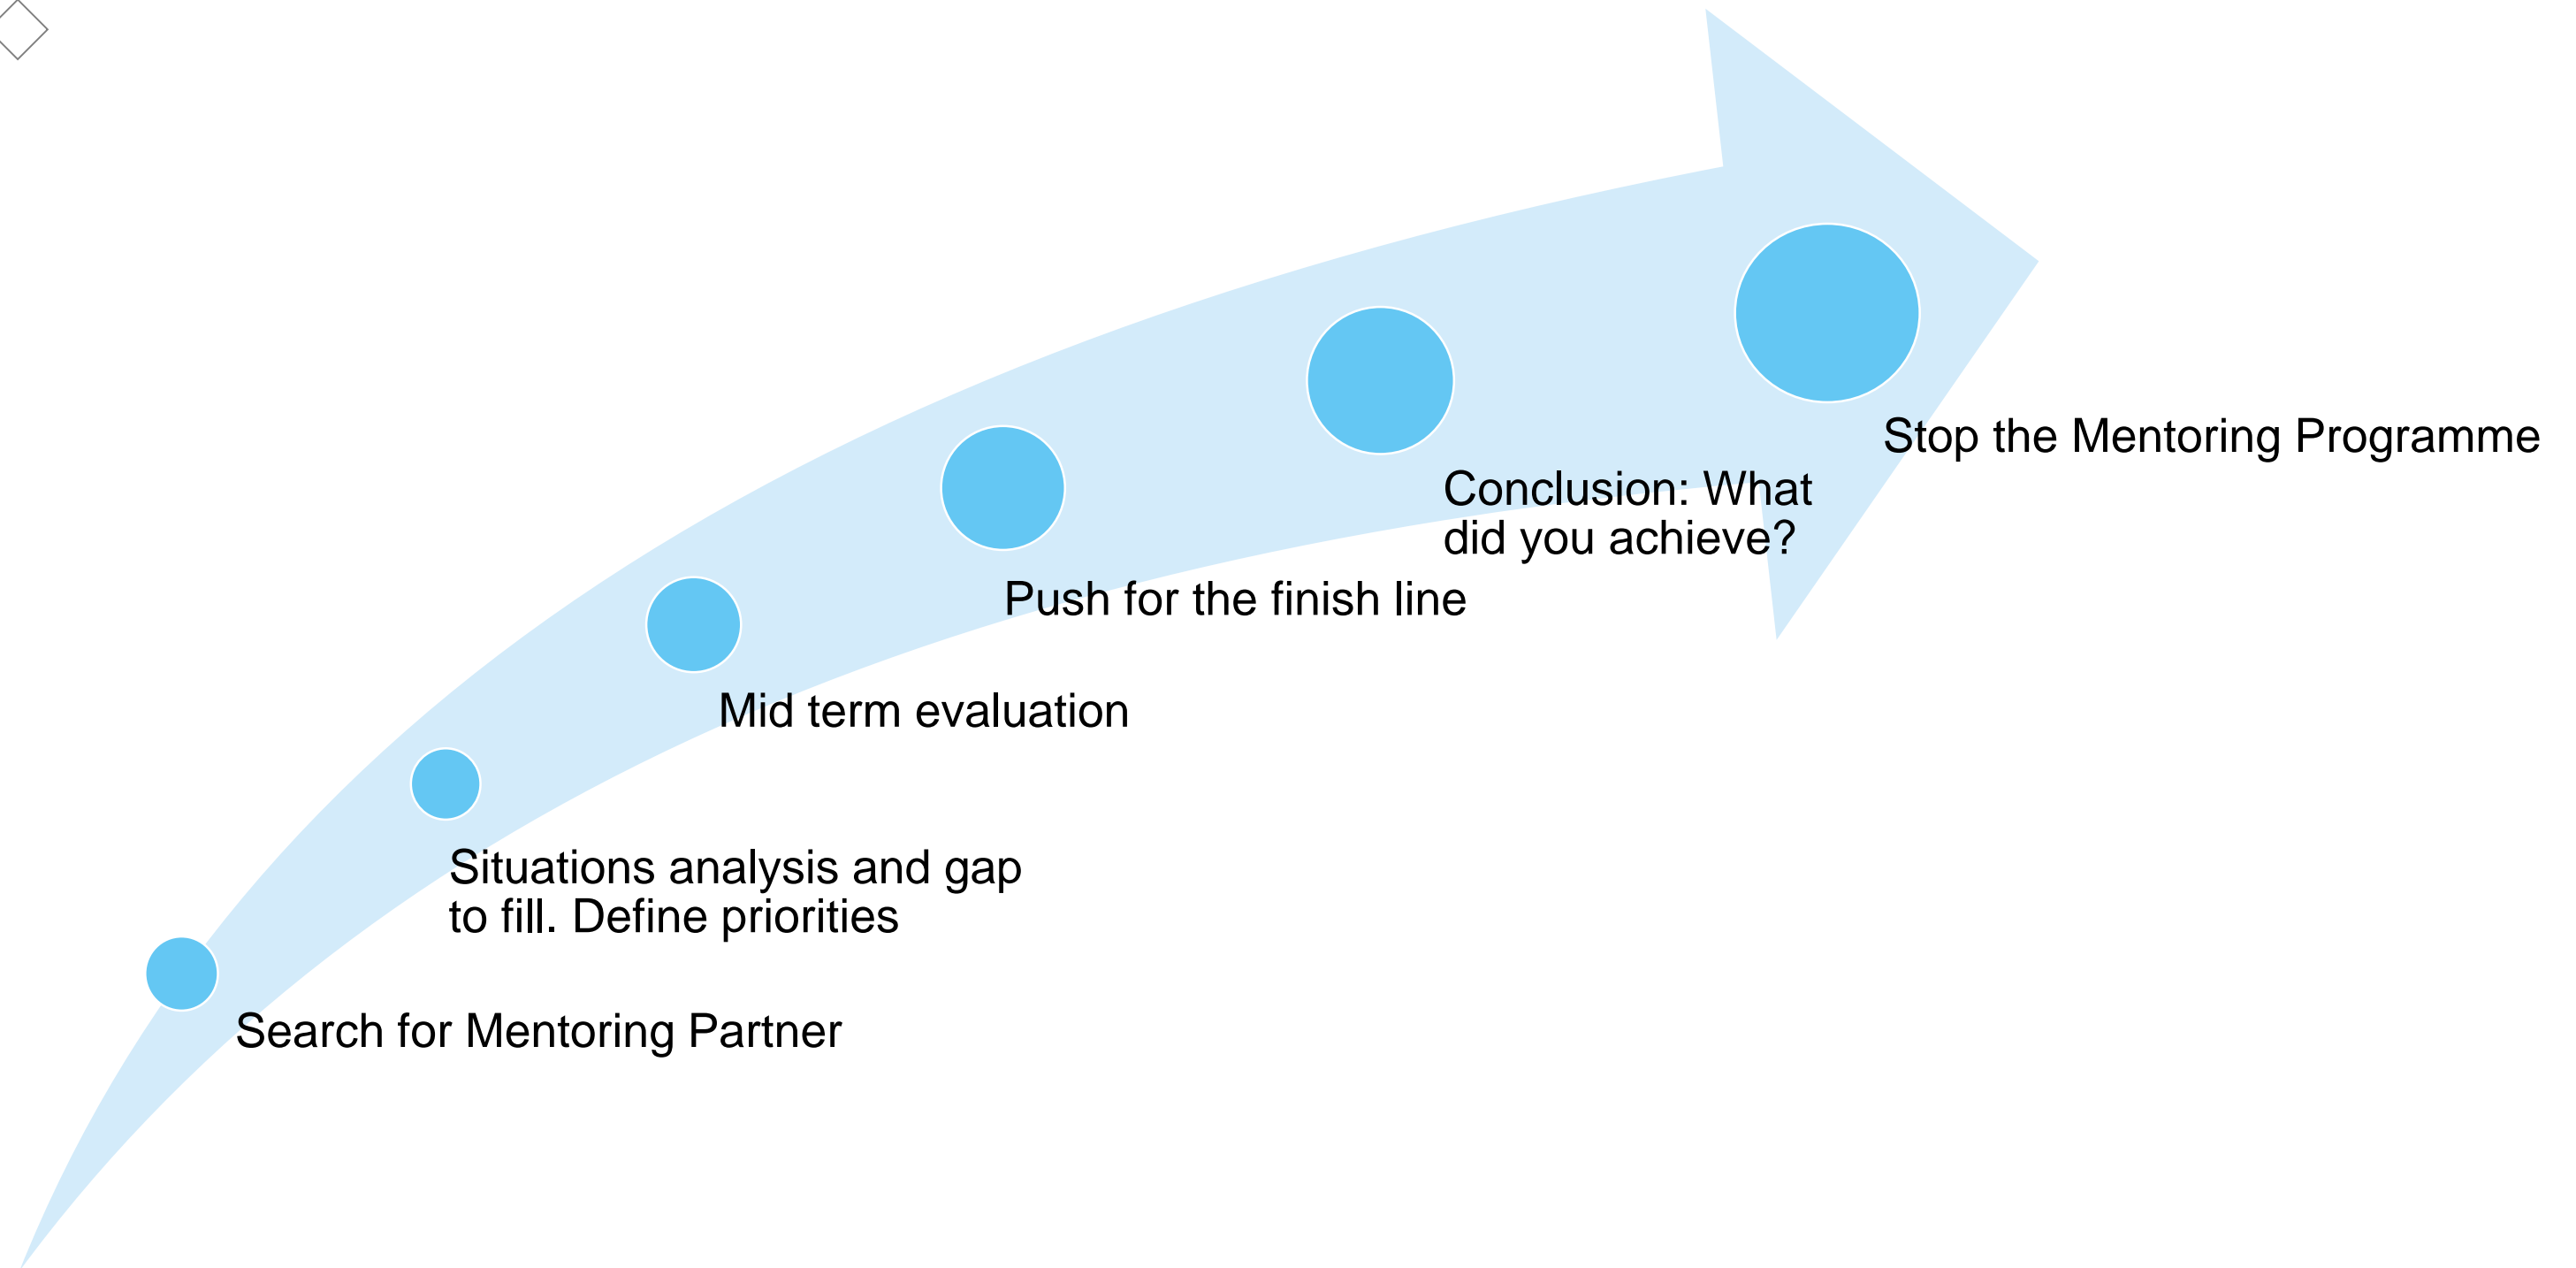 Stop the Mentoring Programme
Conclusion: What
did you achieve?
Push for the finish line
Mid term evaluation
Situations analysis and gap
to fill. Define priorities
Search for Mentoring Partner